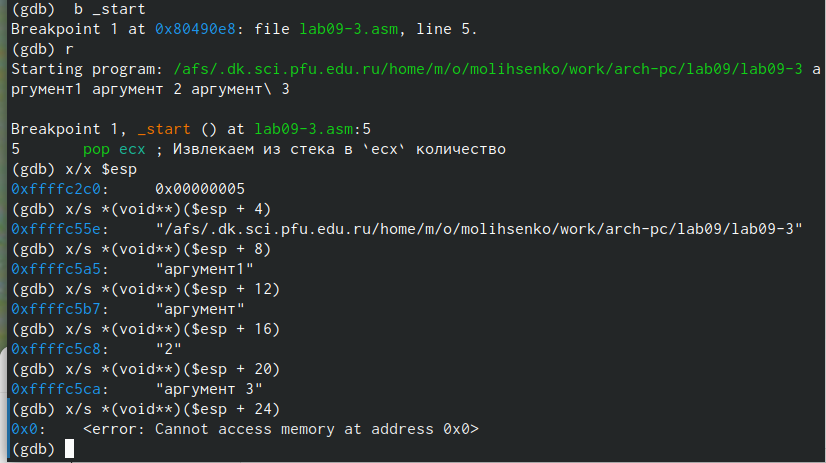 (gdb)  b _start
Breakpoint 1 at 0x80490e8: file lab09-3.asm, line 5.
(gdb) r
Starting program: /afs/.dk.sci.pfu.edu.ru/home/m/o/molihsenko/work/arch-pc/lab09/lab09-3 а
ргумент1 аргумент 2 аргумент\ 3
Breakpoint 1, _start () at lab09-3.asm:5
5       pop ecx ; Извлекаем из стека в `ecx` количество
(gdb) x/x $esp
0xffffc2c0:     0x00000005
(gdb) x/s *(void**)($esp + 4)
0xffffc55e:     "/afs/.dk.sci.pfu.edu.ru/home/m/o/molihsenko/work/arch-pc/lab09/lab09-3"
(gdb) x/s *(void**)($esp + 8)
0xffffc5a5:     "аргумент1"
(gdb) x/s *(void**)($esp + 12)
0xffffc5b7:     "аргумент"
(gdb) x/s *(void**)($esp + 16)
0xffffc5c8:     "2"
(gdb) x/s *(void**)($esp + 20)
0xffffc5ca:     "аргумент 3"
(gdb) x/s *(void**)($esp + 24)
0x0:    <error: Cannot access memory at address 0x0>
(gdb)